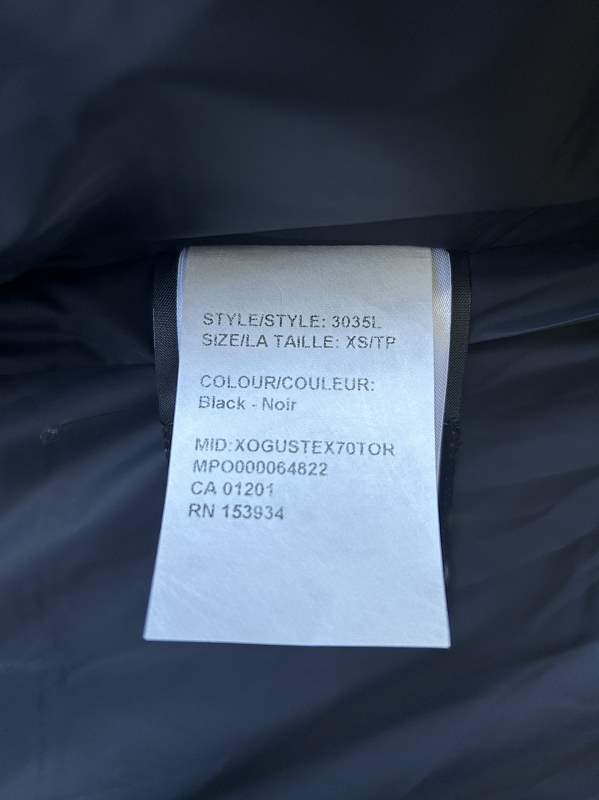 STYLE/STYLE: 3035L
SIZE/LA TAILLE: XS/TP
COLOUR/COULEUR:
Black - Noir
MID:XOGUSTEX70TOR
MPO000064822
CA 01201
RN 153934